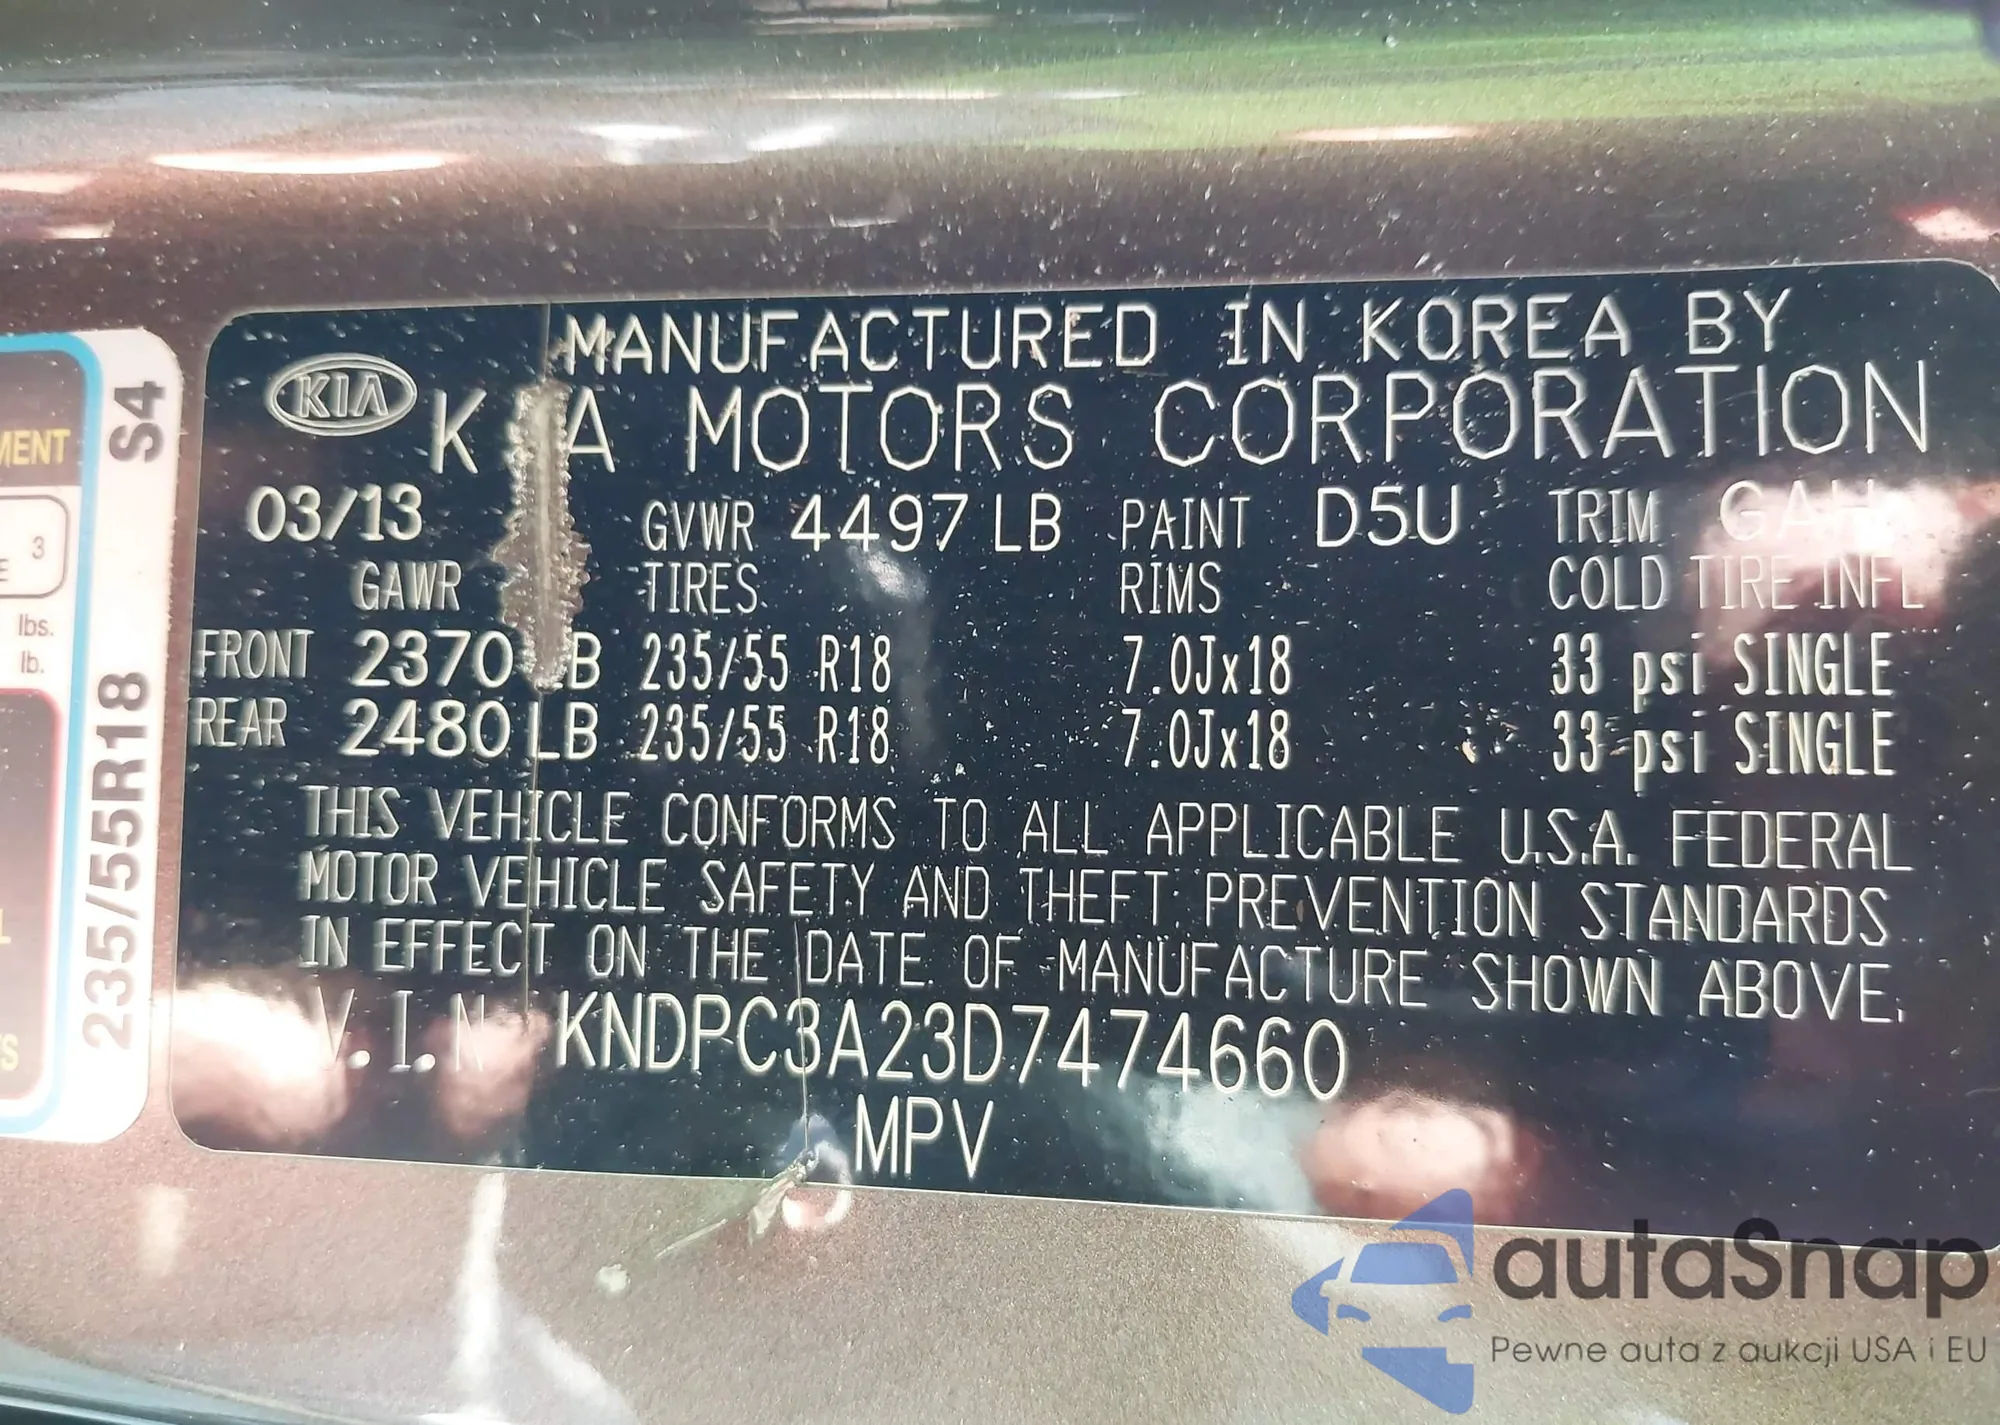 MANUFACTURED IN KOREA BY
KIA K A MOTORS CORPORATION
03/13 GVWR 4497 LB PAINT D5U TRIM
GAWR TIRES RIMS COLD TIRE INFL
FRONT 2370 LB 235/55 R18 7.0Jx18 33 psi SINGLE
REAR 2480 LB 235/55 R18 7.0Jx18 33 psi SINGLE
THIS VEHICLE CONFORMS TO ALL APPLICABLE U.S.A. FEDERAL
MOTOR VEHICLE SAFETY AND THEFT PREVENTION STANDARDS
IN EFFECT ON THE DATE OF MANUFACTURE SHOWN ABOVE.
V.I.N KNDPC3A23D7474660
MPV
235/55R18 S4
3
lbs.
lb.
autaSnap
Pewne auta z aukcji USA i EU